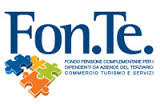 Fon.Te.
FONDO PENSIONE COMPLEMENTARE PER I
DIPENDENTI DA AZIENDE DEL TERZIARIO
COMMERCIO TURISMO E SERVIZI